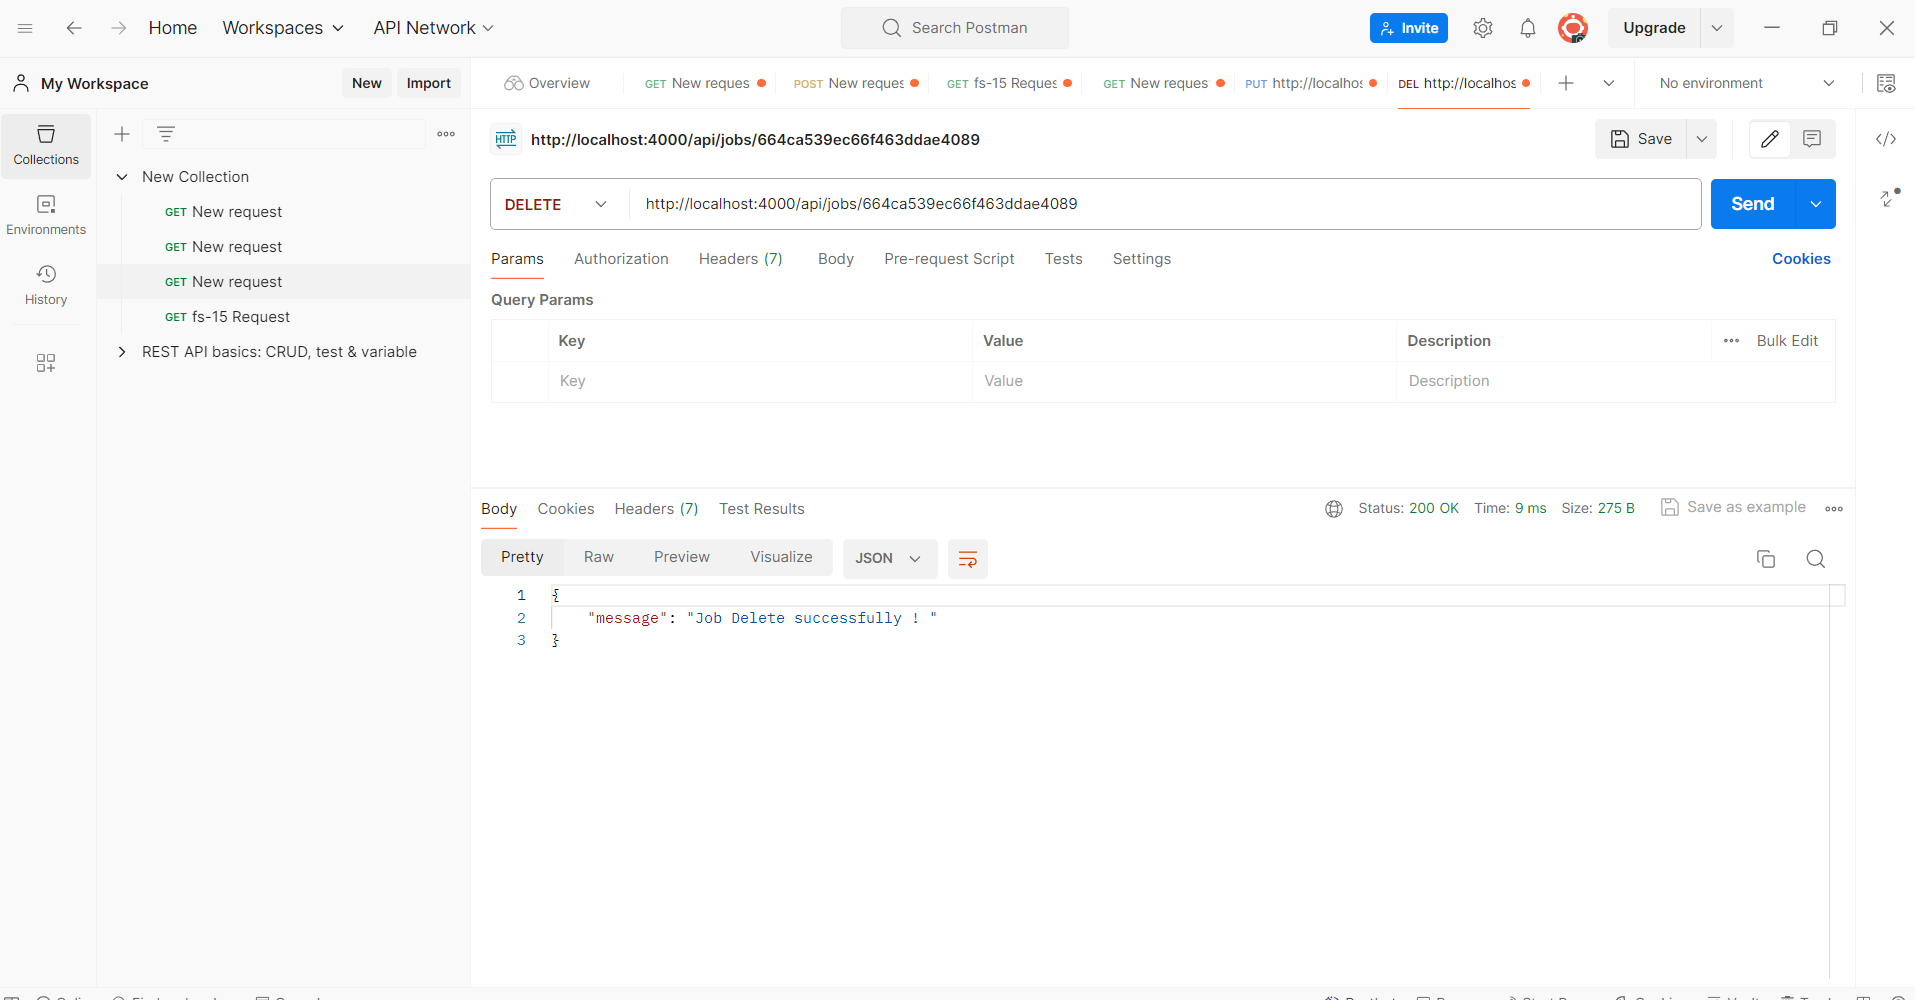 Home Workspaces API Network Search Postman Invite Upgrade
My Workspace New Import Overview GET New reques POST New reques GET fs-15 Reques GET New reques PUT http://localhos DEL http://localhos No environment
Collections
Environments
History
New Collection
GET New request
GET New request
GET New request
GET fs-15 Request
REST API basics: CRUD, test & variable
HTTP http://localhost:4000/api/jobs/664ca539ec66f463ddae4089 Save
DELETE http://localhost:4000/api/jobs/664ca539ec66f463ddae4089 Send
Params Authorization Headers (7) Body Pre-request Script Tests Settings Cookies
Query Params
Key Value Description Bulk Edit
Key Value Description
Body Cookies Headers (7) Test Results Status: 200 OK Time: 9 ms Size: 275 B Save as example
Pretty Raw Preview Visualize JSON
1 {
2 "message": "Job Delete successfully ! "
3 }